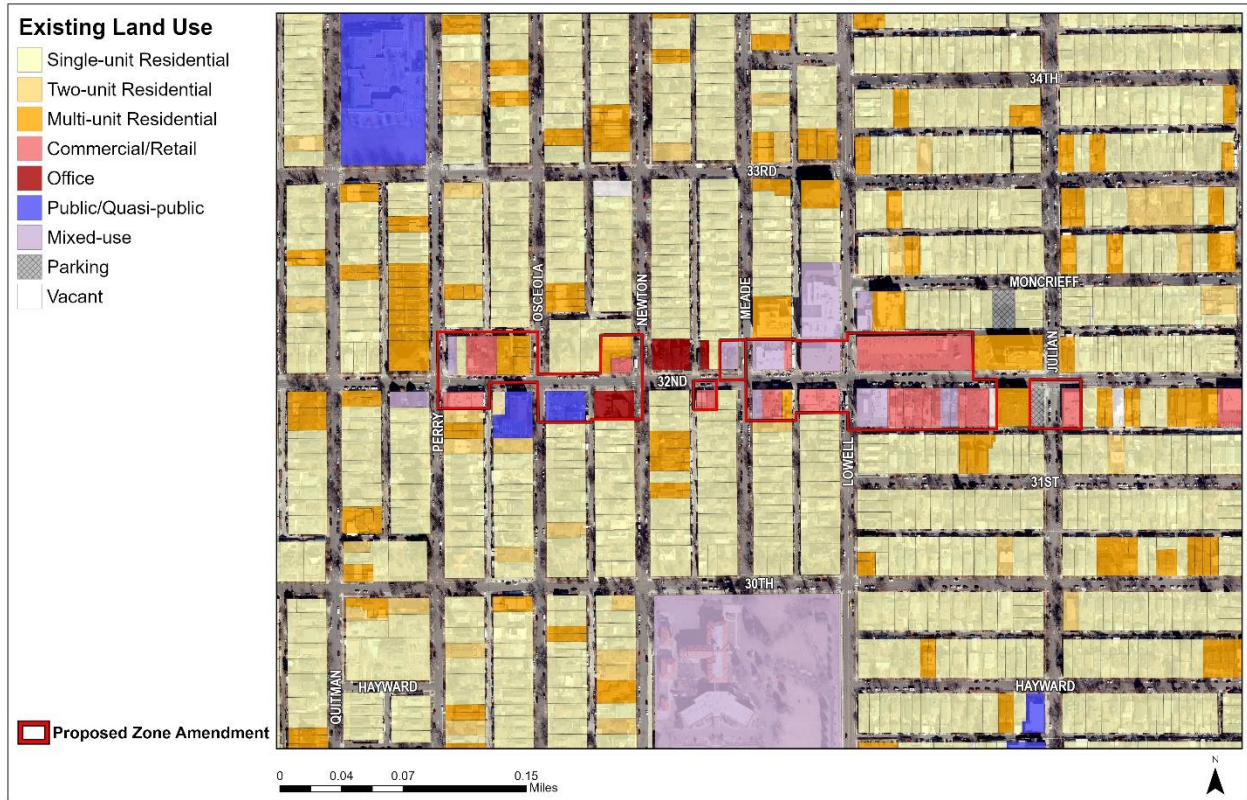 Existing Land Use
Single-unit Residential
Two-unit Residential
Multi-unit Residential
Commercial/Retail
Office
Public/Quasi-public
Mixed-use
Parking
Vacant
Proposed Zone Amendment
34TH
33RD
MONCRIEFF
OSCEOLA
NEWTON
MEADE
JULIAN
32ND
PERRY
LOWELL
31ST
30TH
QUITMAN
HAYWARD
HAYWARD
0 0.04 0.07 0.15
Miles
N